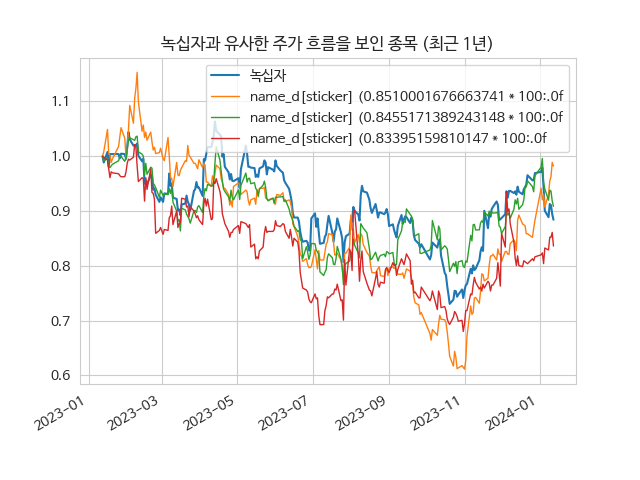 녹십자과 유사한 주가 흐름을 보인 종목 (최근 1년)
녹십자
name_d[sticker] (0.8510001676663741 * 100:.0f
name_d[sticker] (0.8455171389243148 * 100:.0f
name_d[sticker] (0.83395159810147 * 100:.0f
1.1
1.0
0.9
0.8
0.7
0.6
2023-01
2023-03
2023-05
2023-07
2023-09
2023-11
2024-01